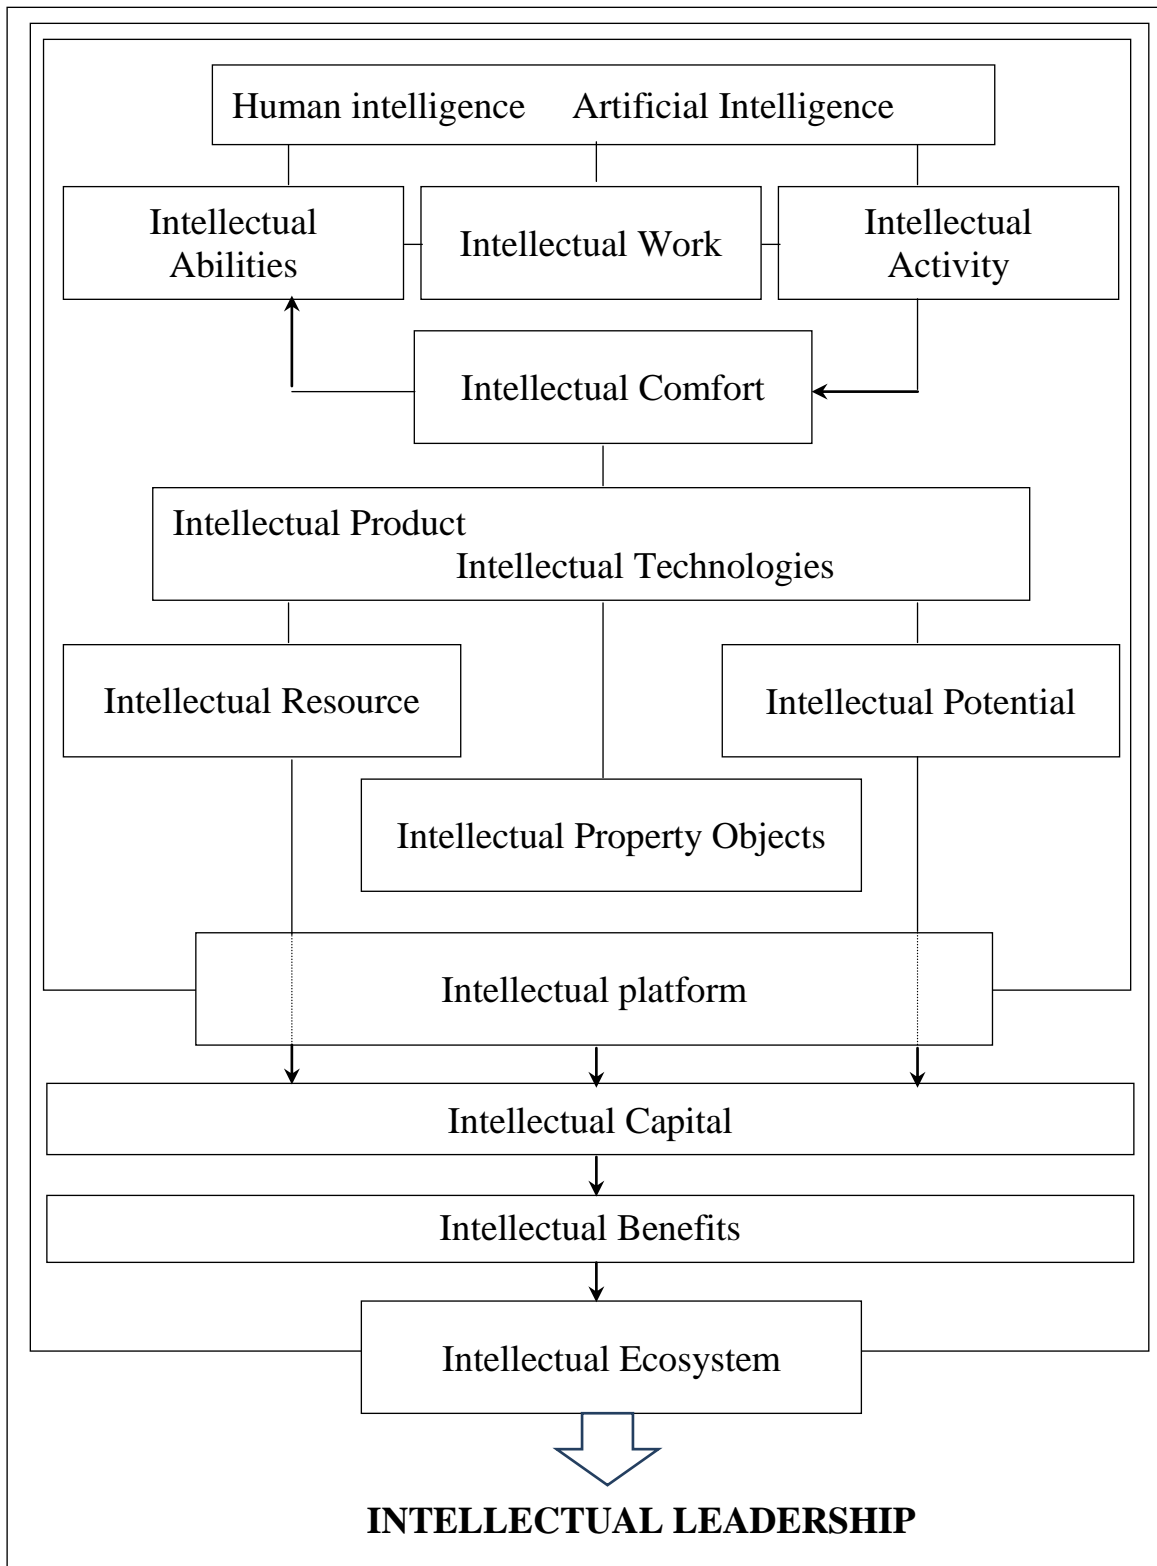 Human intelligence Artificial Intelligence
Intellectual
Abilities
Intellectual Work
Intellectual
Activity
Intellectual Comfort
Intellectual Product
Intellectual Technologies
Intellectual Resource
Intellectual Potential
Intellectual Property Objects
Intellectual platform
Intellectual Capital
Intellectual Benefits
Intellectual Ecosystem
INTELLECTUAL LEADERSHIP